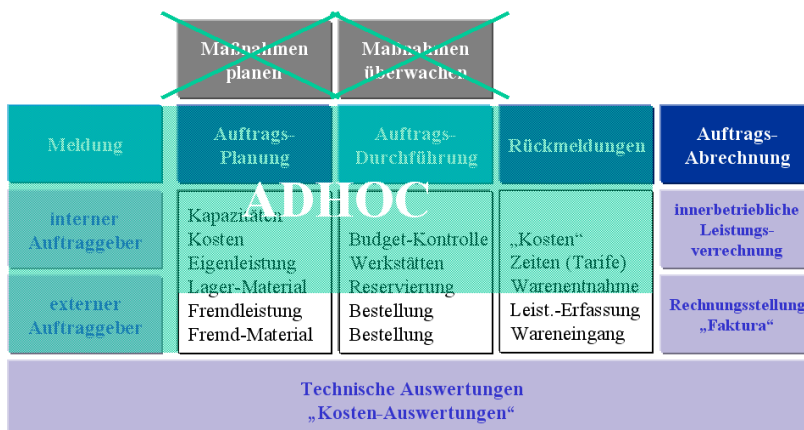 Maßnahmen
planen
Maßnahmen
überwachen
Meldung
Auftrags-
Planung
Auftrags-
Durchführung
Rückmeldungen
Auftrags-
Abrechnung
ADHOC
interner
Auftraggeber
externer
Auftraggeber
Kapazitäten
Kosten
Eigenleistung
Lager-Material
Fremdleistung
Fremd-Material
Budget-Kontrolle
Werkstätten
Reservierung
Bestellung
Bestellung
„Kosten“
Zeiten (Tarife)
Warenentnahme
Leist.-Erfassung
Wareneingang
innerbetriebliche
Leistungs-
verrechnung
Rechnungsstellung
„Faktura“
Technische Auswertungen
„Kosten-Auswertungen“